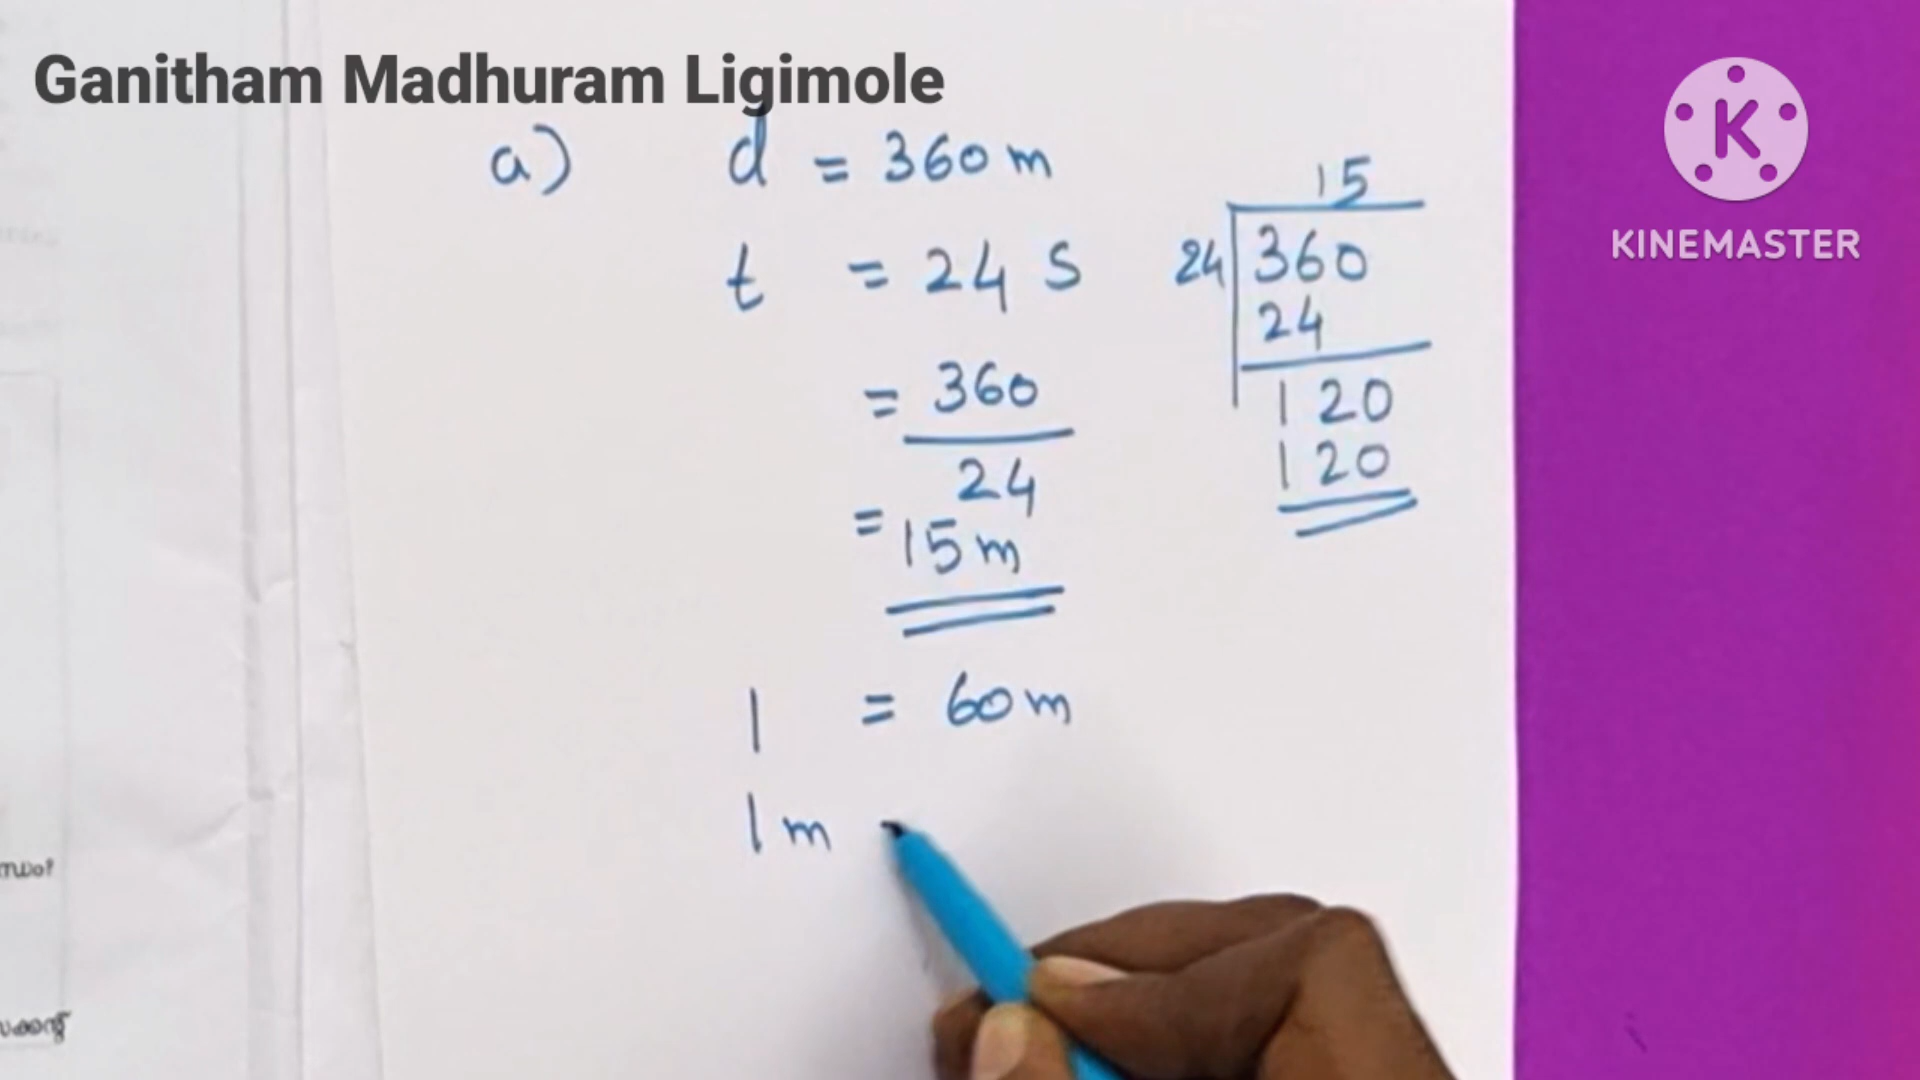 Ganitham Madhuram Ligimole
K
KINEMASTER
a) d = 360 m
t = 24 S
= 360
24
= 15 m
1 = 60 m
1 m
15
24 360
24
120
120